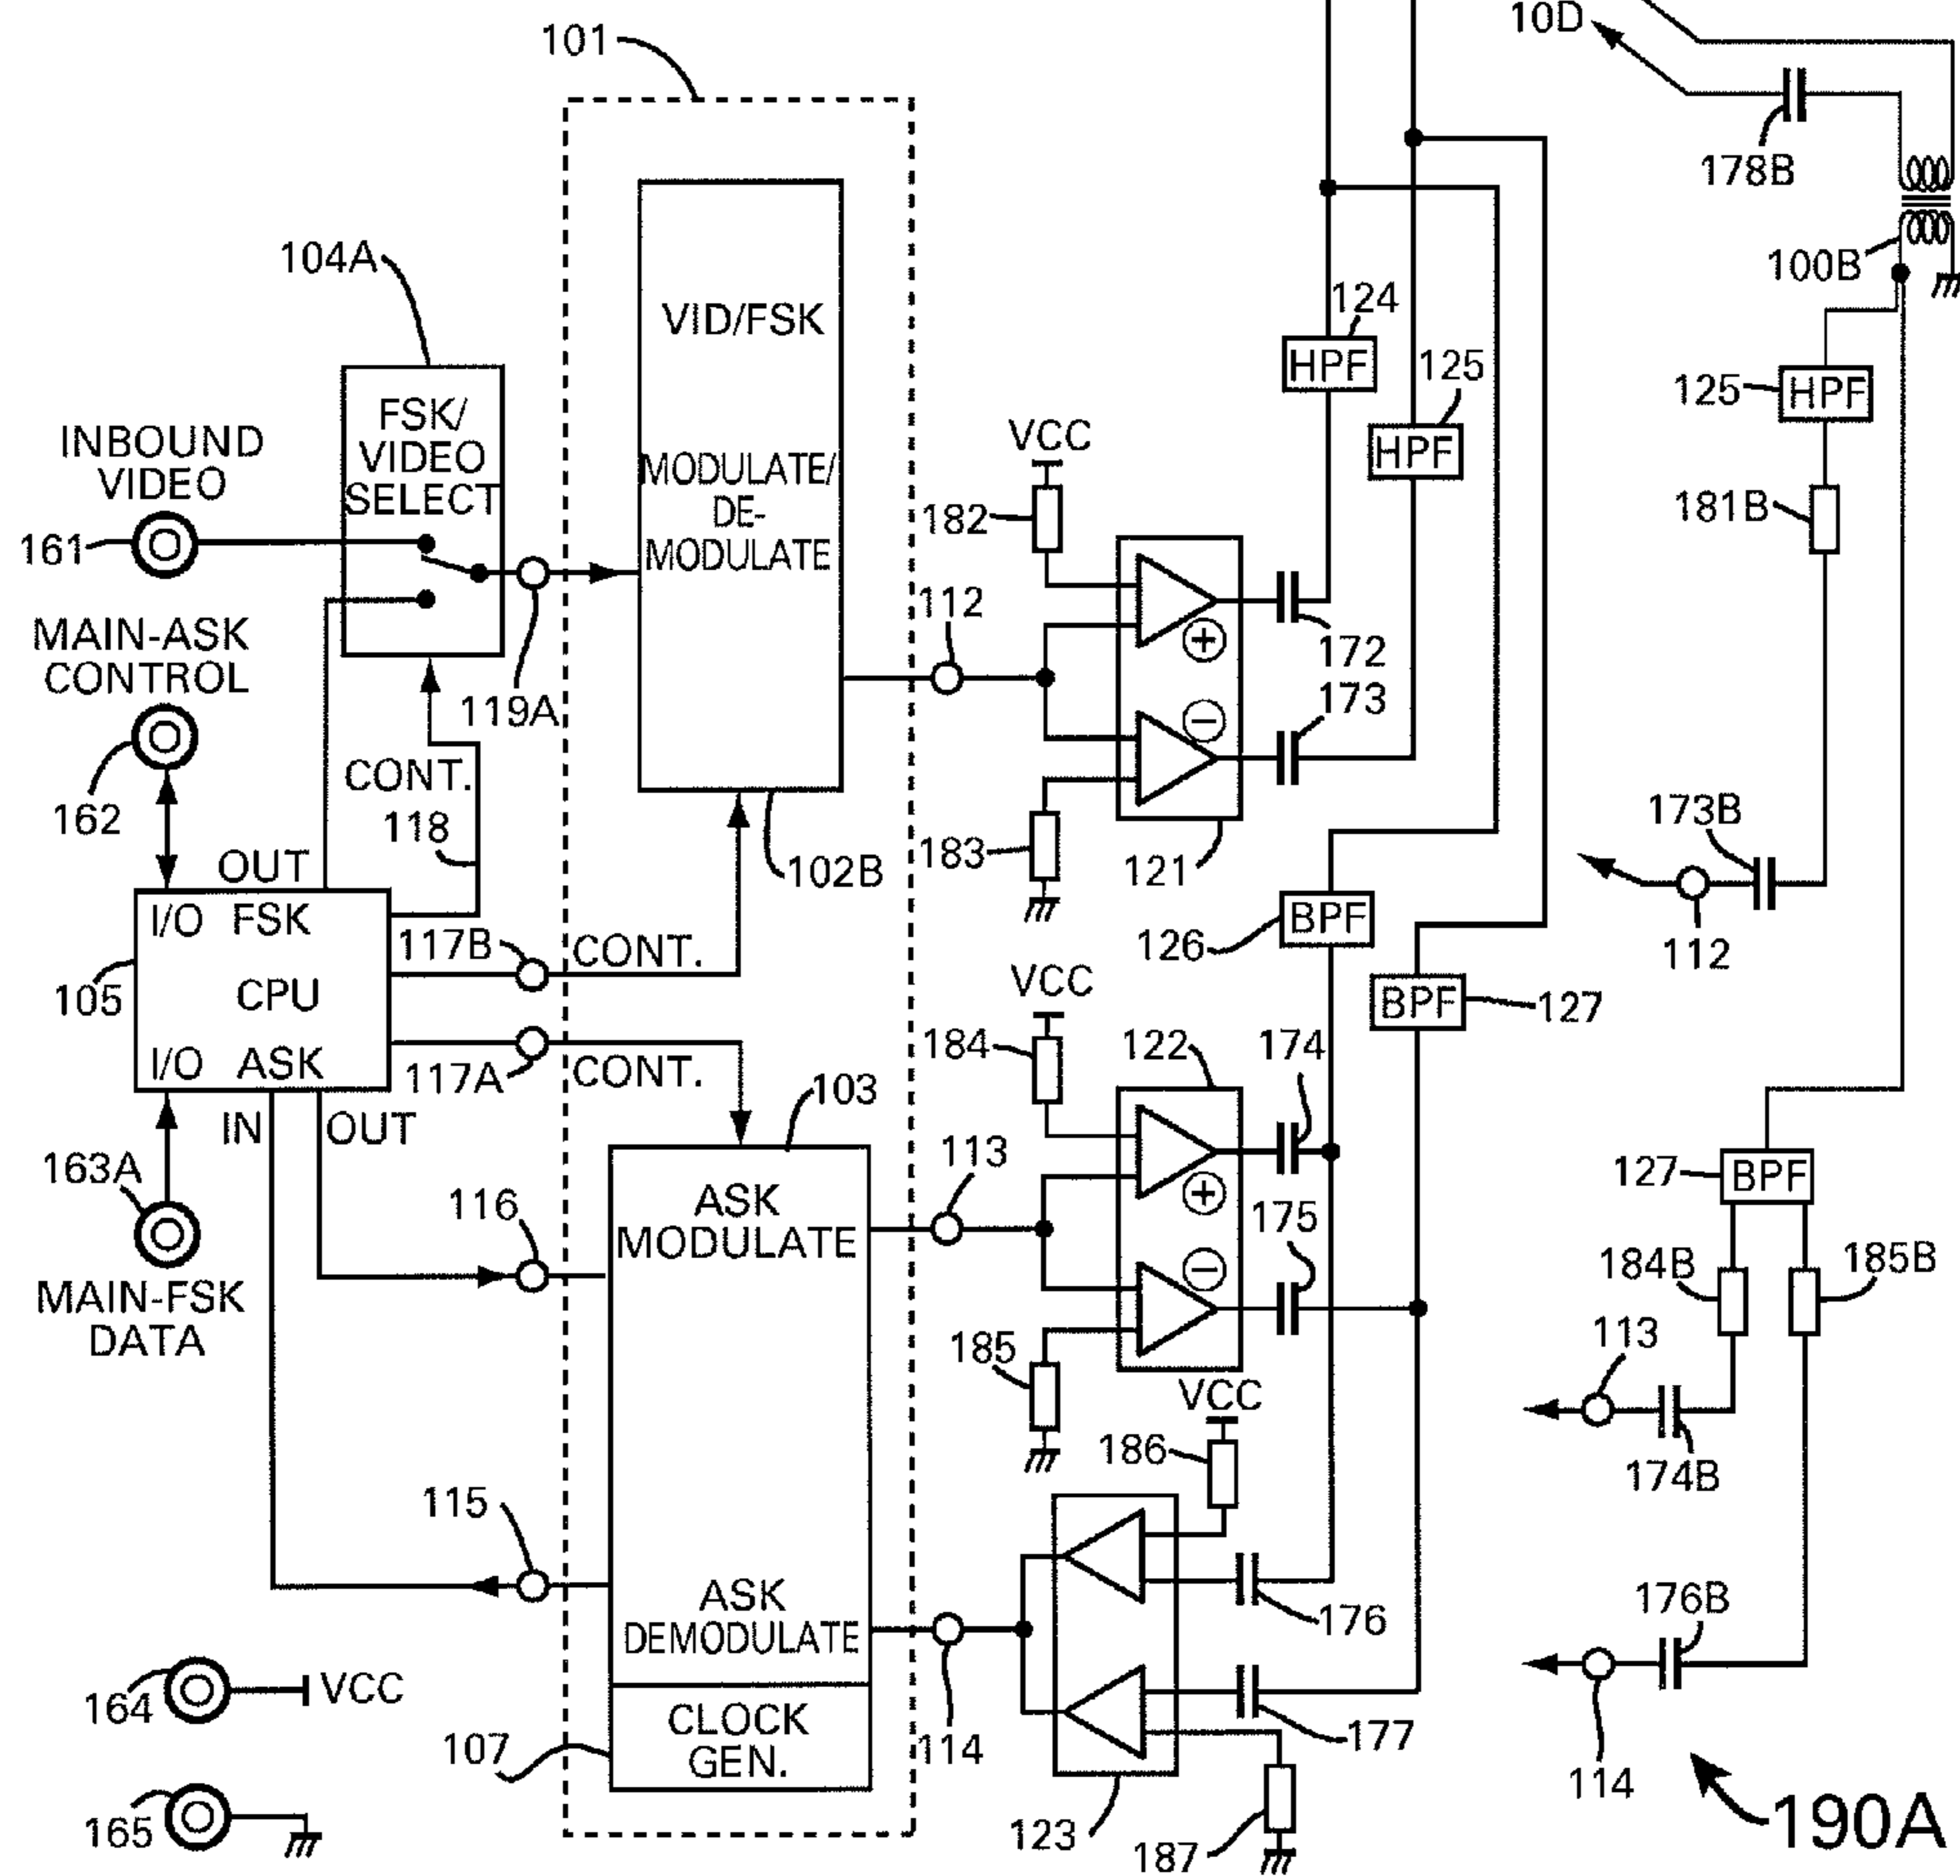 10D
101
178B
104A
100B
VID/FSK
124
HPF
125
HPF
125
HPF
FSK/
VIDEO
SELECT
INBOUND
VIDEO
161
VCC
182
181B
MODULATE/
DE-
MODULATE
112
MAIN-ASK
CONTROL
162
119A
172
173
CONT.
118
183
121
173B
112
102B
OUT
I/O FSK
CPU
I/O ASK
105
117B
CONT.
BPF
126
BPF
127
VCC
184
122
174
117A
CONT.
103
IN
OUT
163A
MAIN-FSK
DATA
116
ASK
MODULATE
113
175
127
BPF
184B
185B
113
174B
185
VCC
186
115
ASK
DEMODULATE
176
176B
164
VCC
CLOCK
GEN.
107
114
177
114
165
123
187
190A